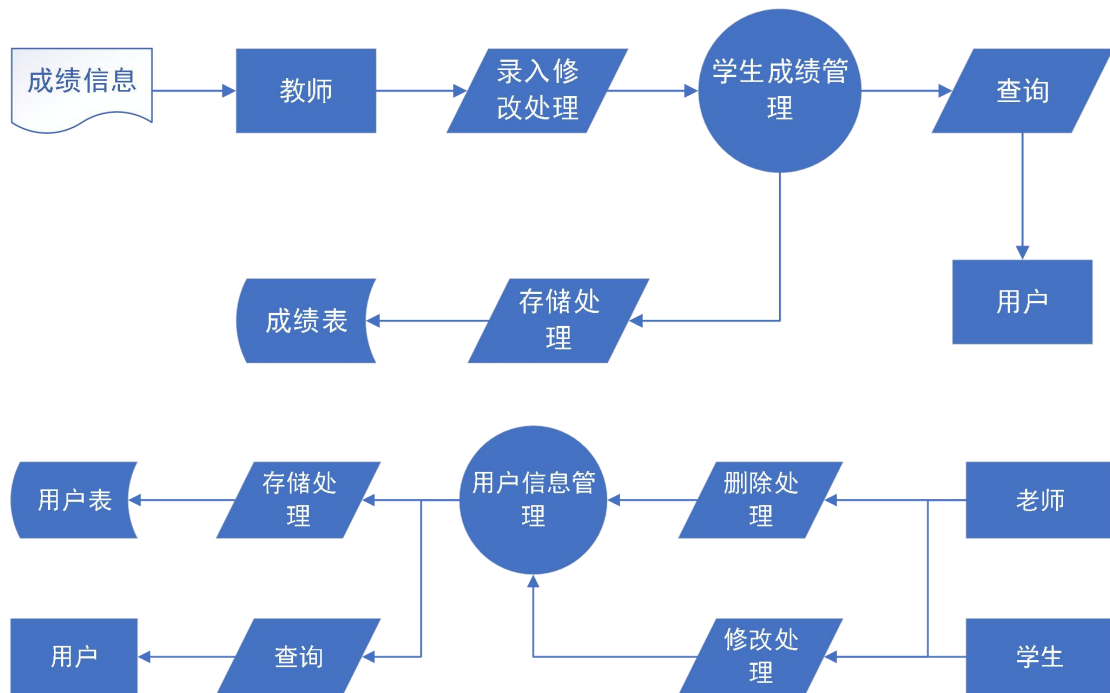 成绩信息
教师
录入修
改处理
学生成绩管
理
查询
用户
成绩表
存储处
理
用户表
存储处
理
用户信息管
理
删除处
理
老师
用户
查询
修改处
理
学生